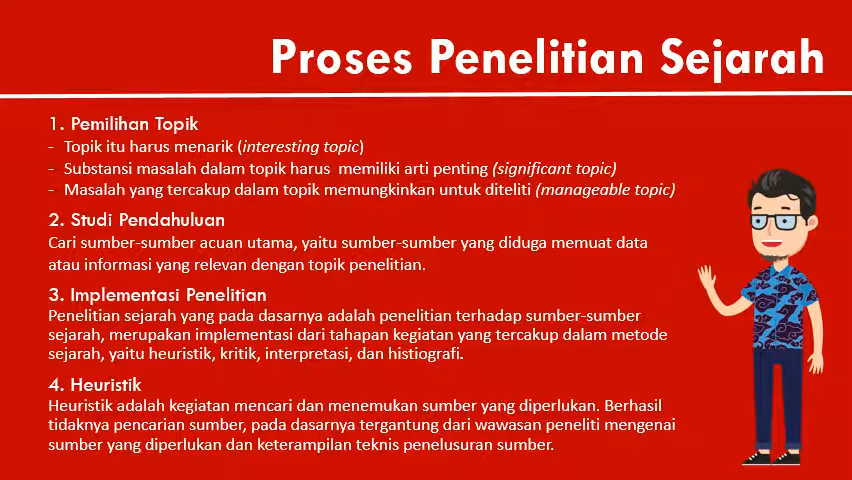 Proses Penelitian Sejarah
1. Pemilihan Topik
- Topik itu harus menarik (interesting topic)
- Substansi masalah dalam topik harus memiliki arti penting (significant topic)
- Masalah yang tercakup dalam topik memungkinkan untuk diteliti (manageable topic)
2. Studi Pendahuluan
Cari sumber-sumber acuan utama, yaitu sumber-sumber yang diduga memuat data
atau informasi yang relevan dengan topik penelitian.
3. Implementasi Penelitian
Penelitian sejarah yang pada dasarnya adalah penelitian terhadap sumber-sumber
sejarah, merupakan implementasi dari tahapan kegiatan yang tercakup dalam metode
sejarah, yaitu heuristik, kritik, interpretasi, dan histiografi.
4. Heuristik
Heuristik adalah kegiatan mencari dan menemukan sumber yang diperlukan. Berhasil
tidaknya pencarian sumber, pada dasarnya tergantung dari wawasan peneliti mengenai
sumber yang diperlukan dan keterampilan teknis penelusuran sumber.